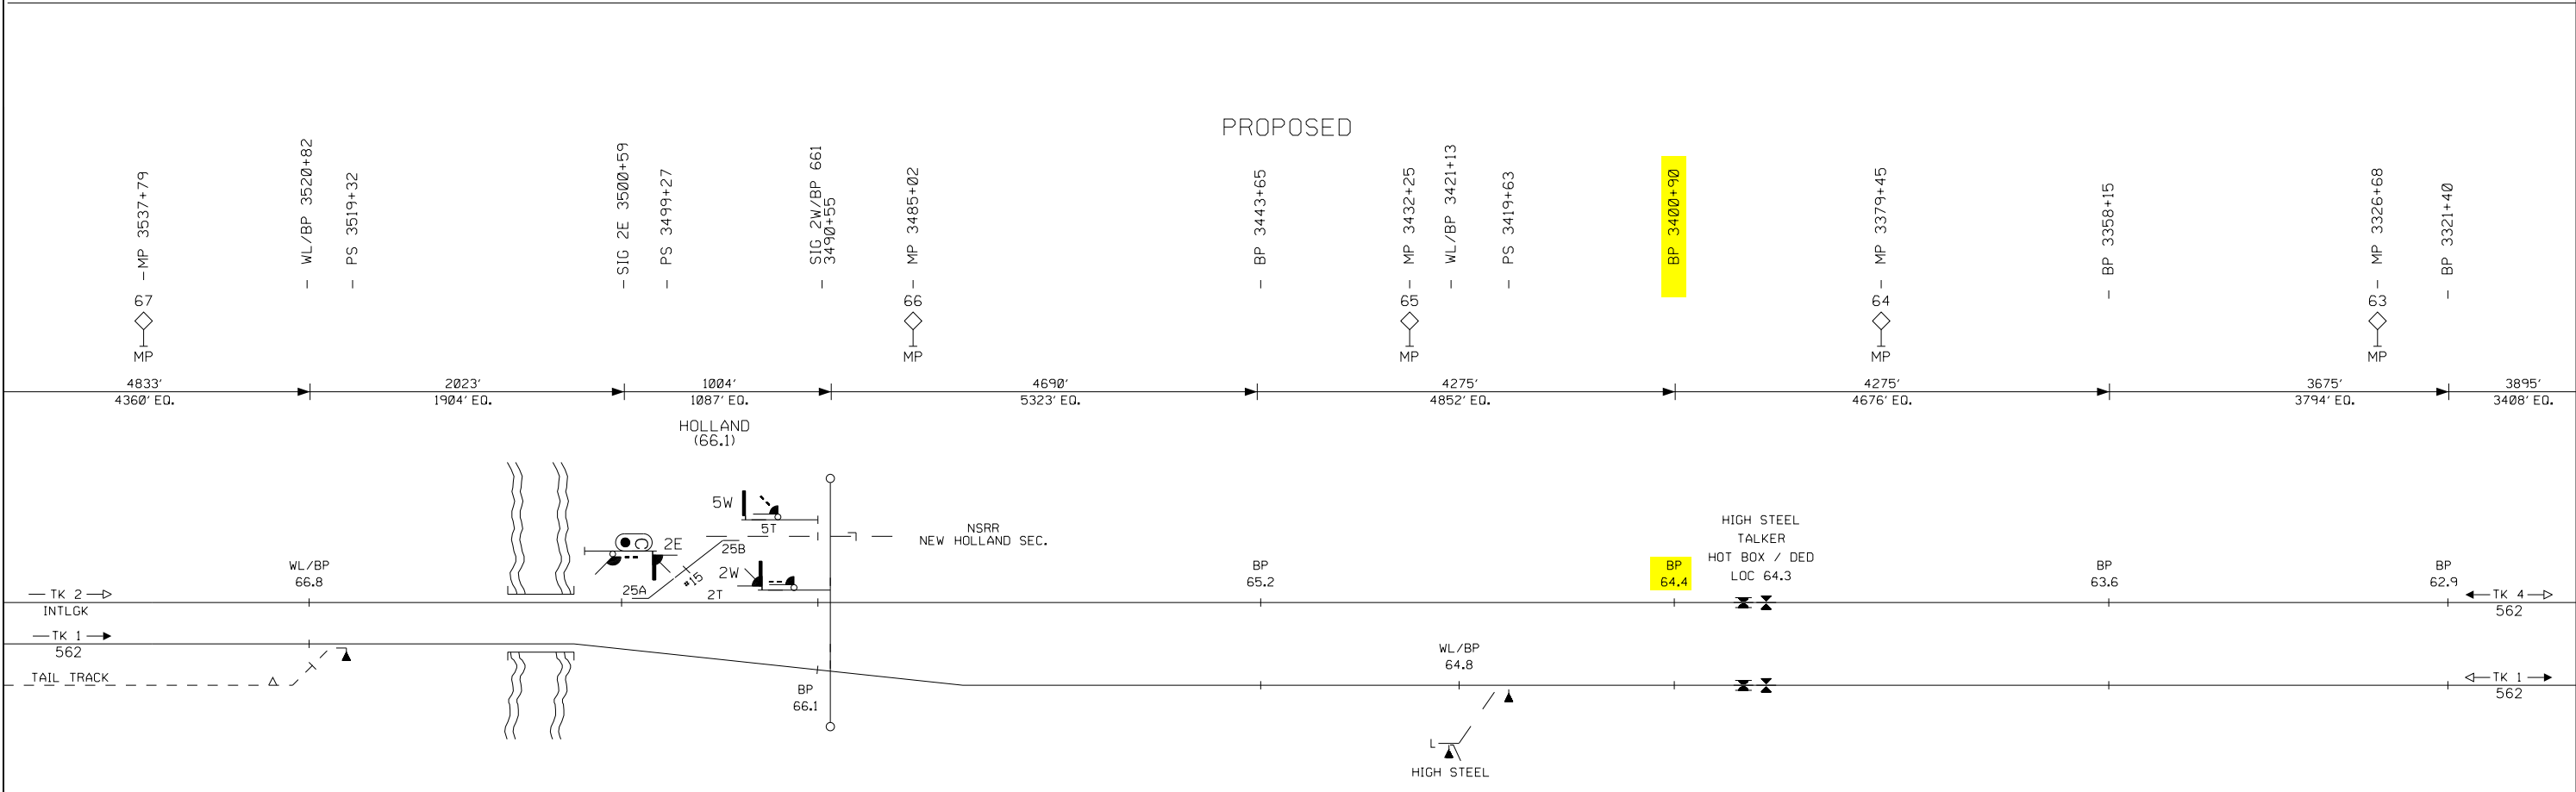 PROPOSED
MP 3537+79
WL/BP 3520+82
PS 3519+32
SIG 2E 3500+59
PS 3499+27
SIG 2W/BP 661
3490+55
MP 3485+02
BP 3443+65
MP 3432+25
WL/BP 3421+13
PS 3419+63
BP 3400+90
MP 3379+45
BP 3358+15
MP 3326+68
BP 3321+40
67
66
65
64
63
MP
MP
MP
MP
MP
4833'
2023'
1004'
4690'
4275'
4275'
3675'
3895'
4360' EQ.
1904' EQ.
1087' EQ.
5323' EQ.
4852' EQ.
4676' EQ.
3794' EQ.
3408' EQ.
HOLLAND
(66.1)
5W
5T
2E
25B
NSRR
NEW HOLLAND SEC.
HIGH STEEL
TALKER
HOT BOX / DED
LOC 64.3
WL/BP
66.8
2W
#15
25A
2T
BP
65.2
BP
64.4
BP
63.6
BP
62.9
TK 2
INTLGK
TK 4
562
TK 1
562
WL/BP
64.8
TAIL TRACK
BP
66.1
TK 1
562
L
HIGH STEEL